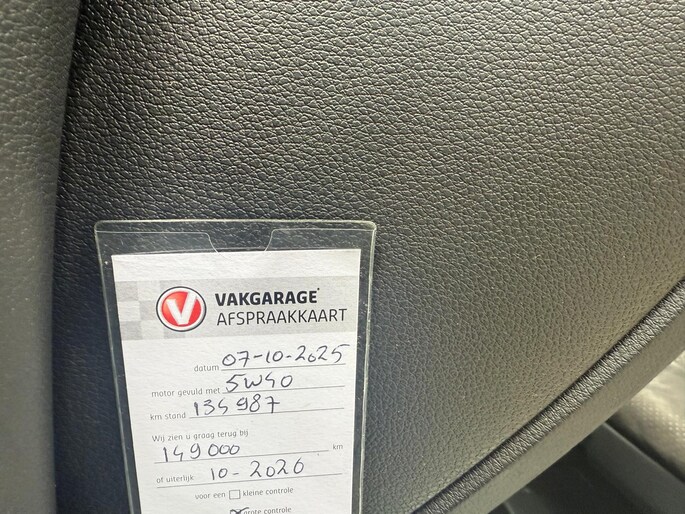 V VAKGARAGE
AFSPRAAKKAART
datum 07-10-2025
motor gevuld met 5W40
km stand 134987
Wij zien u graag terug bij
149000 km
of uiterlijk 10-2026
voor een kleine controle
grote controle